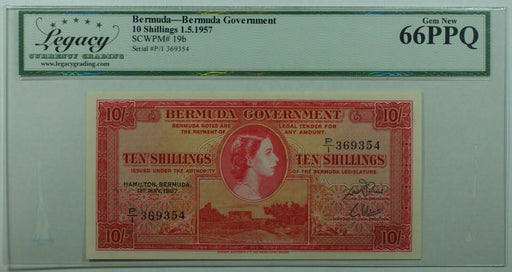 Legacy
CURRENCY GRADING
www.legacygrading.com
Bermuda—Bermuda Government
10 Shillings 1.5.1957
SCWPM# 19b
Serial #P/1 369354
Gem New
66PPQ
10/-
BERMUDA GOVERNMENT
10/-
BERMUDA NOTES ARE LEGAL TENDER FOR
THE PAYMENT OF ANY AMOUNT.
P/1 369354
TEN SHILLINGS TEN SHILLINGS
ISSUED UNDER THE AUTHORITY OF THE BERMUDA LEGISLATURE.
HAMILTON, BERMUDA.
1ST MAY, 1957.
P/1 369354
10/-
10/-